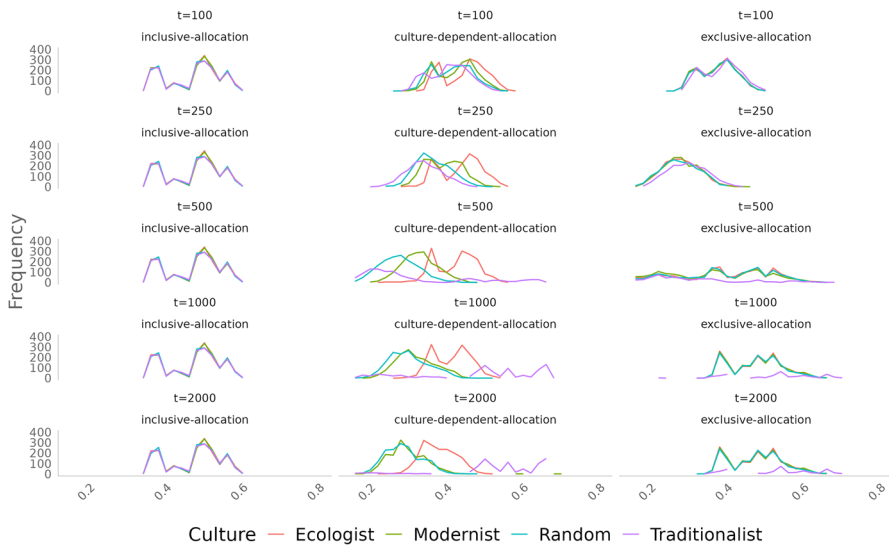 t=100 t=100 t=100
inclusive-allocation culture-dependent-allocation exclusive-allocation
400
300
200
100
0
t=250 t=250 t=250
inclusive-allocation culture-dependent-allocation exclusive-allocation
400
300
200
100
0
t=500 t=500 t=500
inclusive-allocation culture-dependent-allocation exclusive-allocation
400
300
200
100
0
t=1000 t=1000 t=1000
inclusive-allocation culture-dependent-allocation exclusive-allocation
400
300
200
100
0
t=2000 t=2000 t=2000
inclusive-allocation culture-dependent-allocation exclusive-allocation
400
300
200
100
0
Frequency
0.2 0.4 0.6 0.8 0.2 0.4 0.6 0.8 0.2 0.4 0.6 0.8
Culture Ecologist Modernist Random Traditionalist